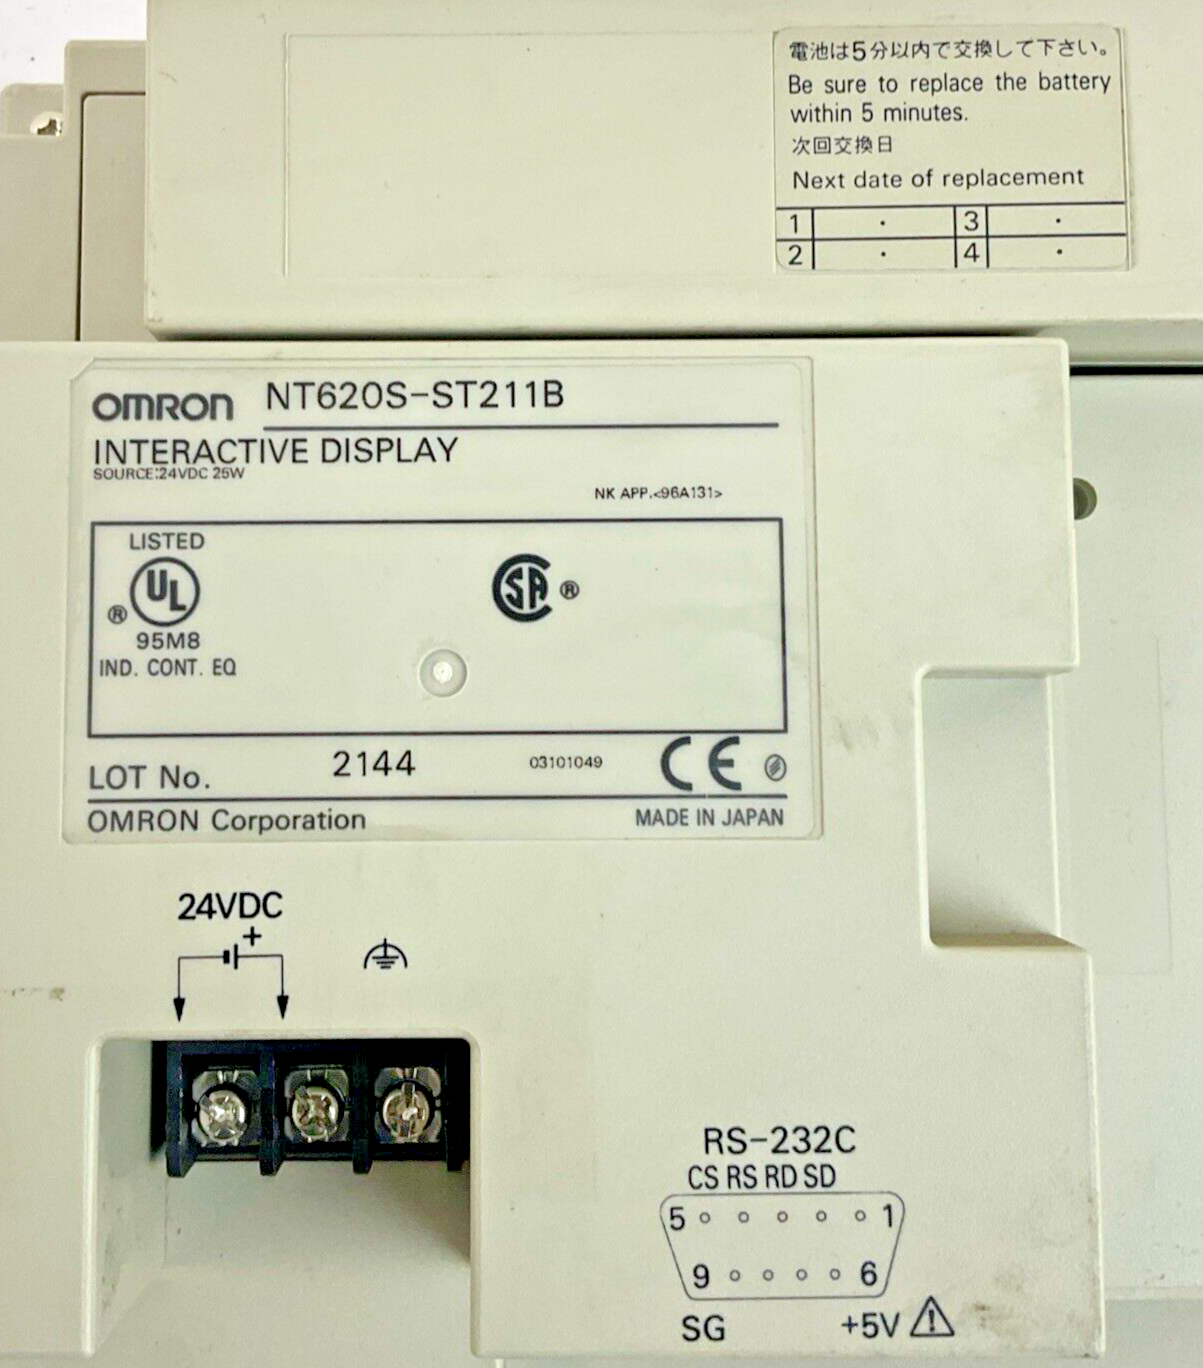 電池は5分以内で交換して下さい。
Be sure to replace the battery
within 5 minutes.
次回交換日
Next date of replacement
1 · 3 ·
2 · 4 ·
OMRON NT620S-ST211B
INTERACTIVE DISPLAY
SOURCE:24VDC 25W
NK APP.<96A131>
LISTED
UL ®
95M8
IND. CONT. EQ
SA ®
LOT No. 2144 03101049 CE
OMRON Corporation MADE IN JAPAN
24VDC
+
RS-232C
CS RS RD SD
5 1
9 6
SG +5V